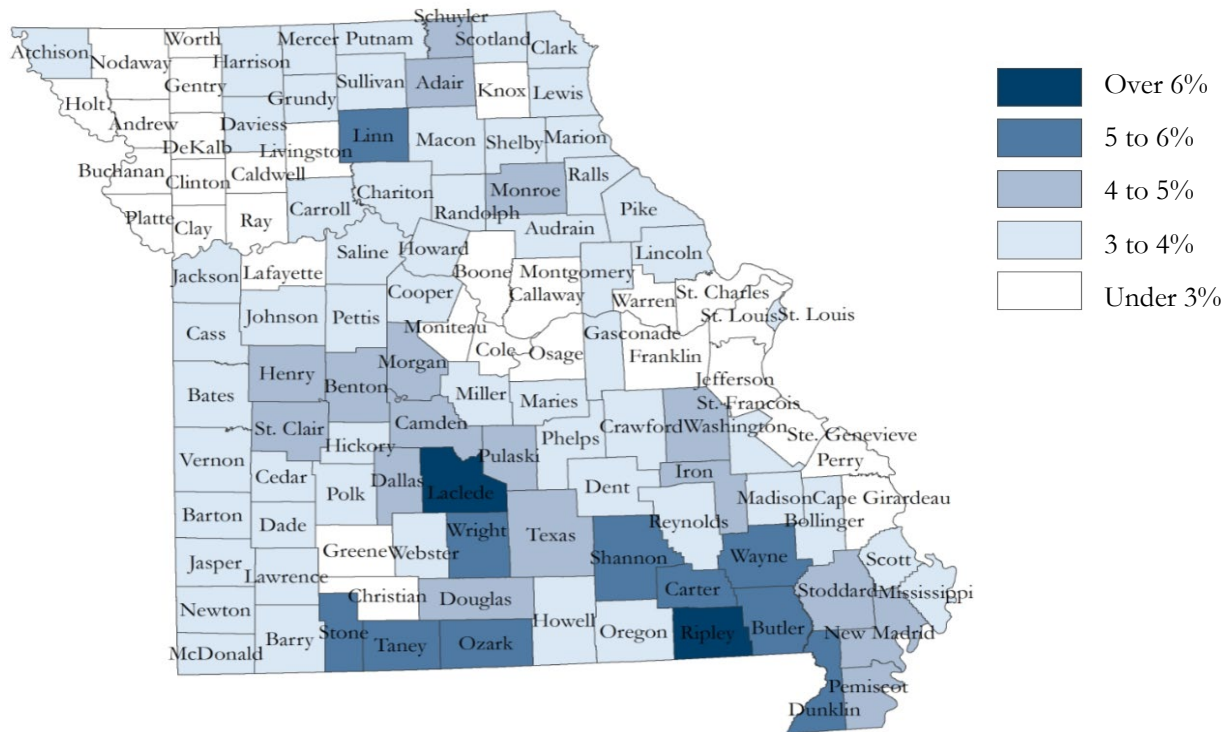 Schuyler
Worth
Mercer
Putnam
Scotland
Clark
Atchison
Nodaway
Harrison
Sullivan
Adair
Knox
Lewis
Gentry
Grundy
Holt
Andrew
DeKalb
Daviess
Livingston
Linn
Macon
Shelby
Marion
Buchanan
Clinton
Caldwell
Chariton
Monroe
Ralls
Platte
Clay
Ray
Carroll
Randolph
Pike
Audrain
Saline
Howard
Boone
Lincoln
Jackson
Lafayette
Cooper
Montgomery
Callaway
Warren
St. Charles
St. Louis
St. Louis
Cass
Johnson
Pettis
Moniteau
Cole
Osage
Gasconade
Franklin
Jefferson
Henry
Benton
Morgan
Miller
Maries
St. Francois
Bates
St. Clair
Hickory
Camden
Phelps
Crawford
Washington
Ste. Genevieve
Perry
Vernon
Cedar
Polk
Dallas
Laclede
Pulaski
Dent
Iron
Madison
Cape Girardeau
Bollinger
Barton
Dade
Greene
Webster
Wright
Texas
Shannon
Reynolds
Wayne
Scott
Jasper
Lawrence
Christian
Douglas
Carter
Stoddard
Mississippi
Newton
Barry
Stone
Taney
Ozark
Howell
Oregon
Ripley
Butler
New Madrid
McDonald
Pemiscot
Dunklin
Over 6%
5 to 6%
4 to 5%
3 to 4%
Under 3%